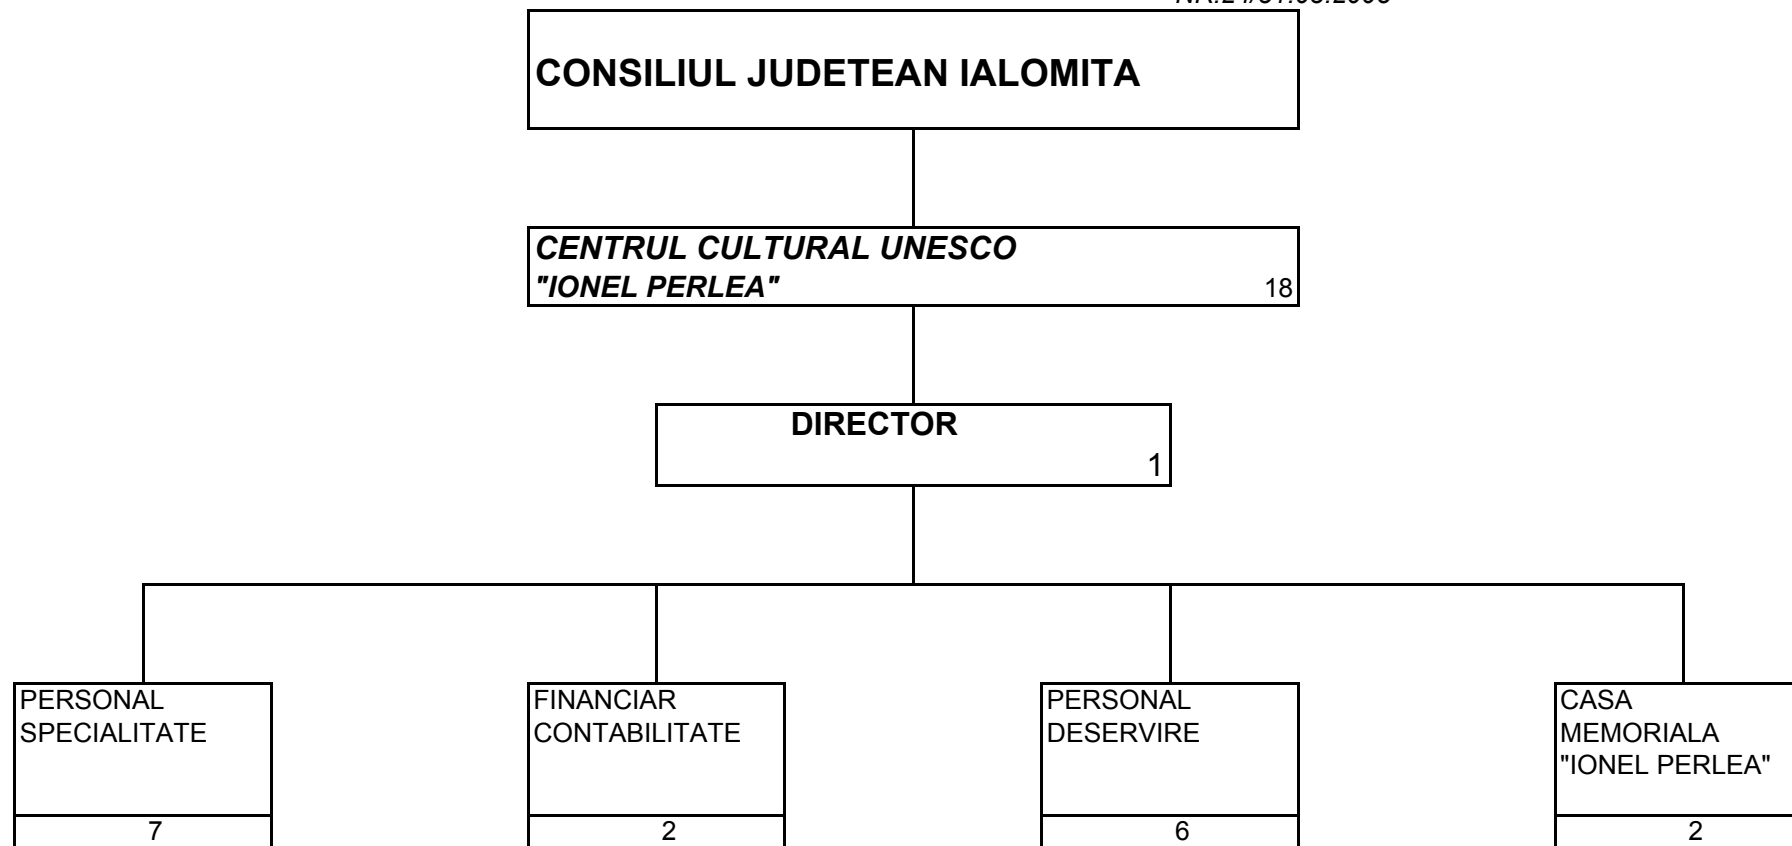 CONSILIUL JUDETEAN IALOMITA
CENTRUL CULTURAL UNESCO
"IONEL PERLEA" 18
DIRECTOR
1
PERSONAL
SPECIALITATE
7
FINANCIAR
CONTABILITATE
2
PERSONAL
DESERVIRE
6
CASA
MEMORIALA
"IONEL PERLEA"
2